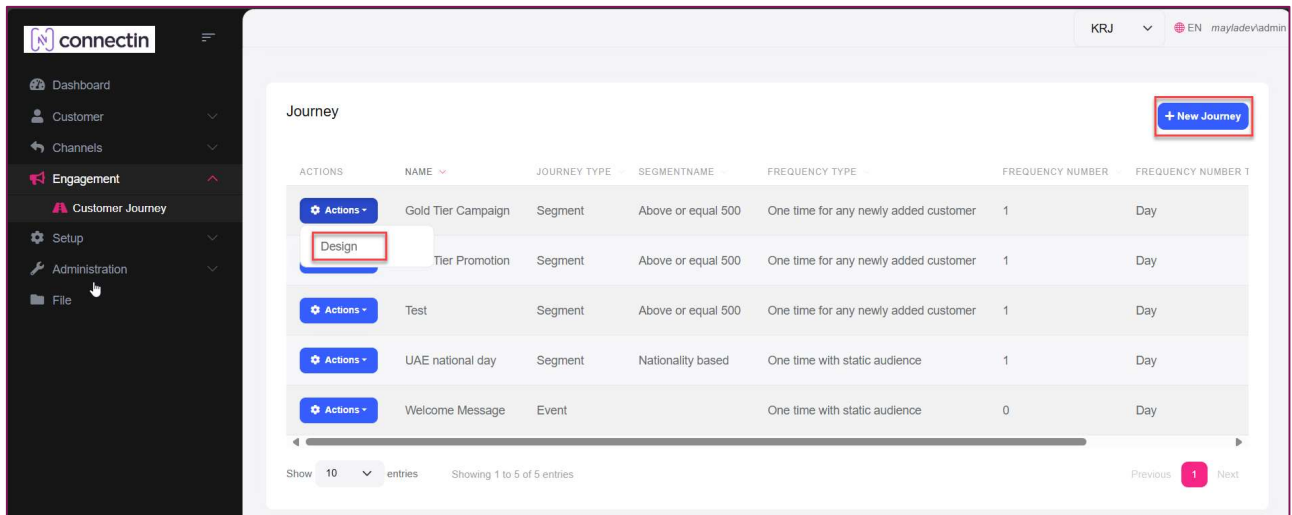 connectin
KRJ
EN mayladev\admin
Dashboard
Customer
Channels
Engagement
Customer Journey
Setup
Administration
File
Journey
+ New Journey
ACTIONS NAME JOURNEY TYPE SEGMENTNAME FREQUENCY TYPE FREQUENCY NUMBER FREQUENCY NUMBER T
Actions Gold Tier Campaign Segment Above or equal 500 One time for any newly added customer 1 Day
Design
Tier Promotion Segment Above or equal 500 One time for any newly added customer 1 Day
Actions Test Segment Above or equal 500 One time for any newly added customer 1 Day
Actions UAE national day Segment Nationality based One time with static audience 1 Day
Actions Welcome Message Event One time with static audience 0 Day
Show 10 entries Showing 1 to 5 of 5 entries
Previous 1 Next